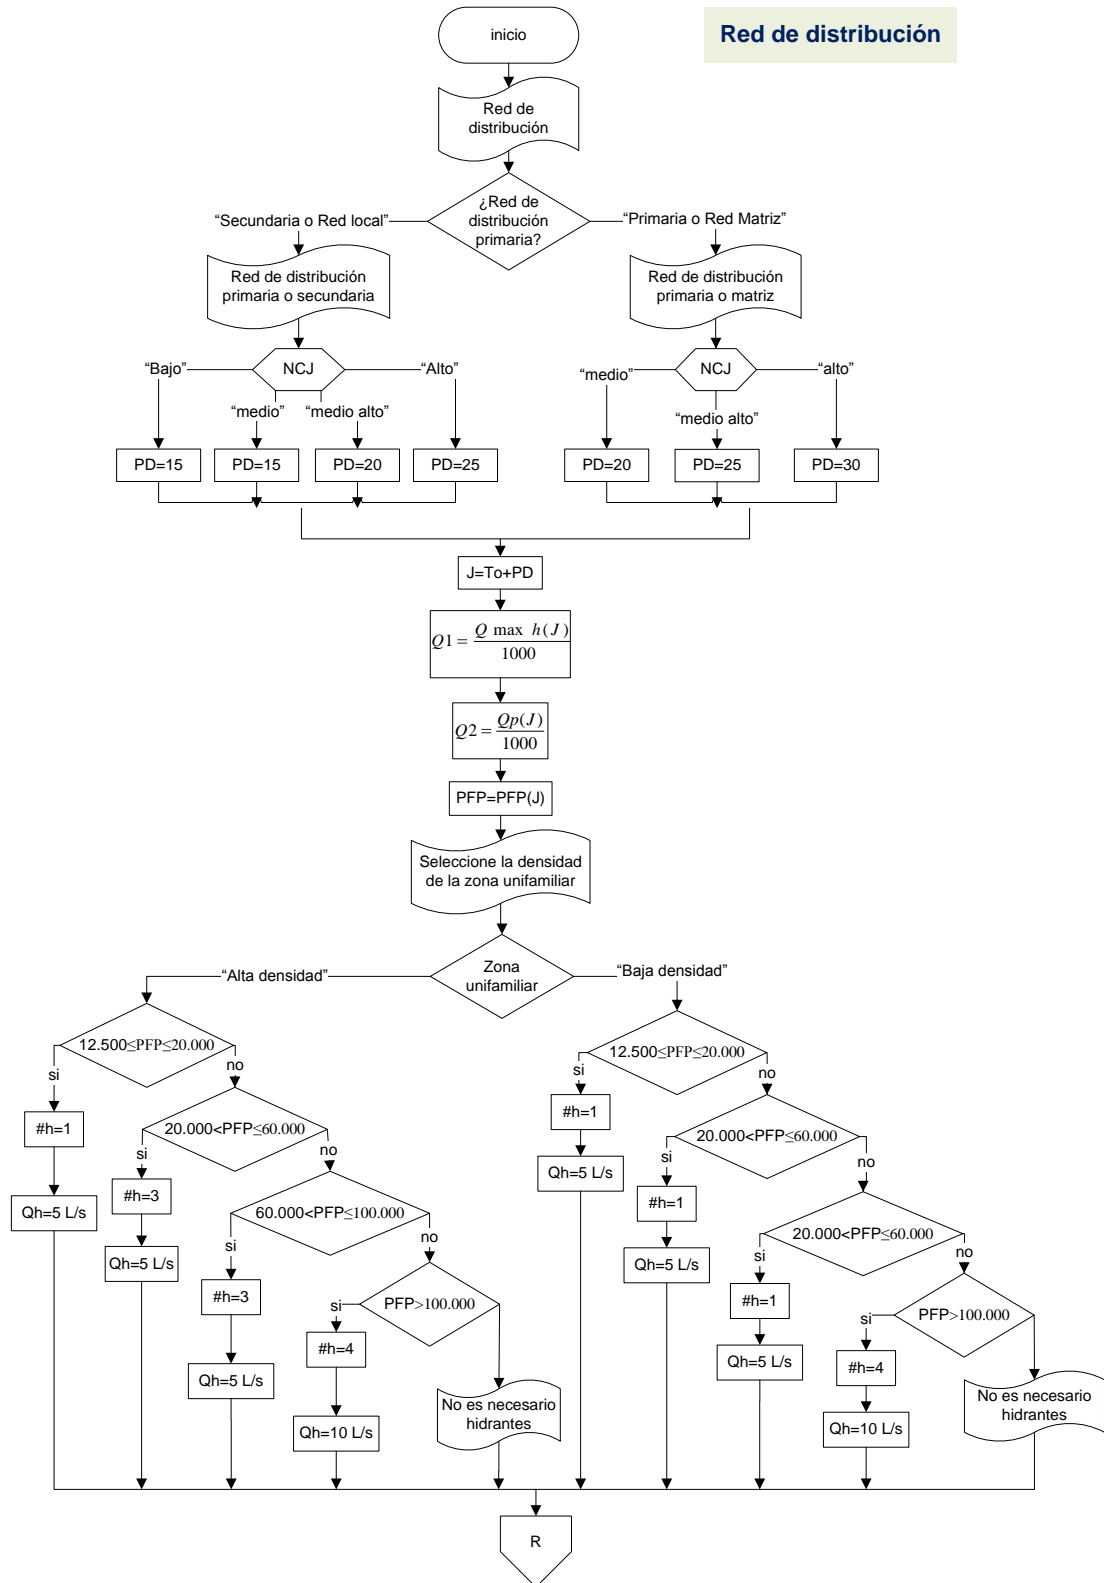 Red de distribución
inicio
Red de
distribución
¿Red de
distribución
primaria?
“Secundaria o Red local”
“Primaria o Red Matriz”
Red de distribución
primaria o secundaria
Red de distribución
primaria o matriz
NCJ
“Bajo”
“Alto”
“medio”
“medio alto”
NCJ
“medio”
“alto”
“medio alto”
PD=15
PD=15
PD=20
PD=25
PD=20
PD=25
PD=30
J=To+PD
Q1 = Q max h(J) / 1000
Q2 = Qp(J) / 1000
PFP=PFP(J)
Seleccione la densidad
de la zona unifamiliar
Zona
unifamiliar
“Alta densidad”
“Baja densidad”
12.500≤PFP≤20.000
si
no
#h=1
Qh=5 L/s
20.000<PFP≤60.000
si
no
#h=3
Qh=5 L/s
60.000<PFP≤100.000
si
no
#h=3
Qh=5 L/s
PFP>100.000
si
#h=4
Qh=10 L/s
No es necesario
hidrantes
12.500≤PFP≤20.000
si
no
#h=1
Qh=5 L/s
20.000<PFP≤60.000
si
no
#h=1
Qh=5 L/s
20.000<PFP≤60.000
si
no
#h=1
Qh=5 L/s
PFP>100.000
si
#h=4
Qh=10 L/s
No es necesario
hidrantes
R